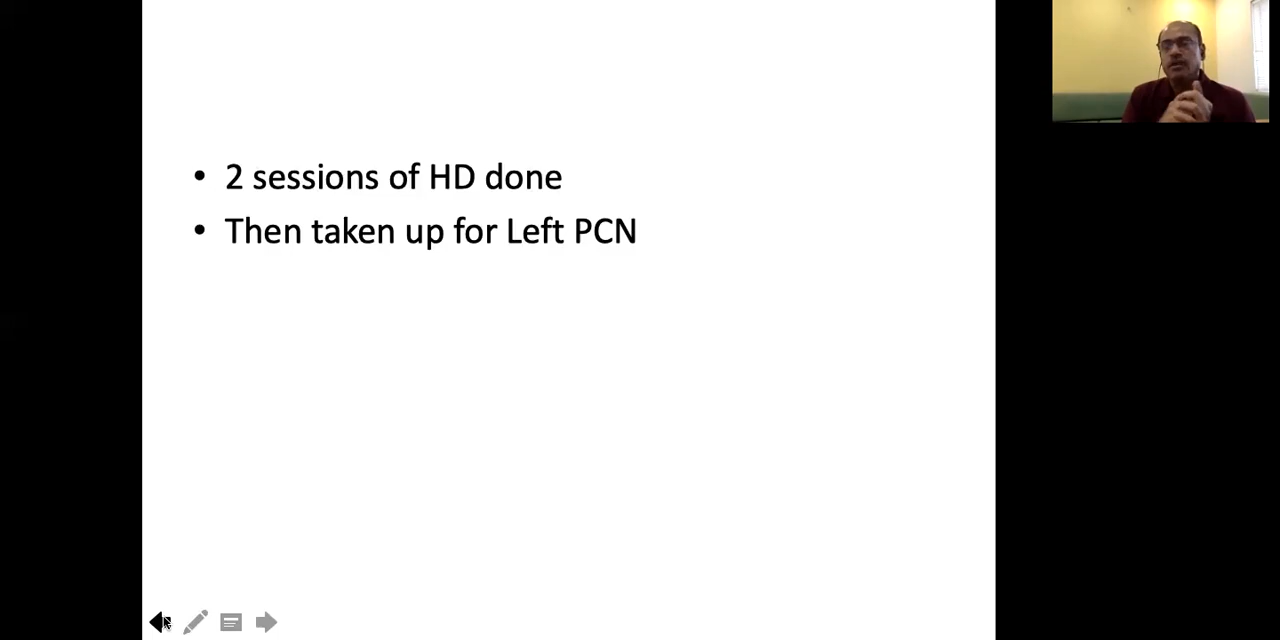 • 2 sessions of HD done
• Then taken up for Left PCN